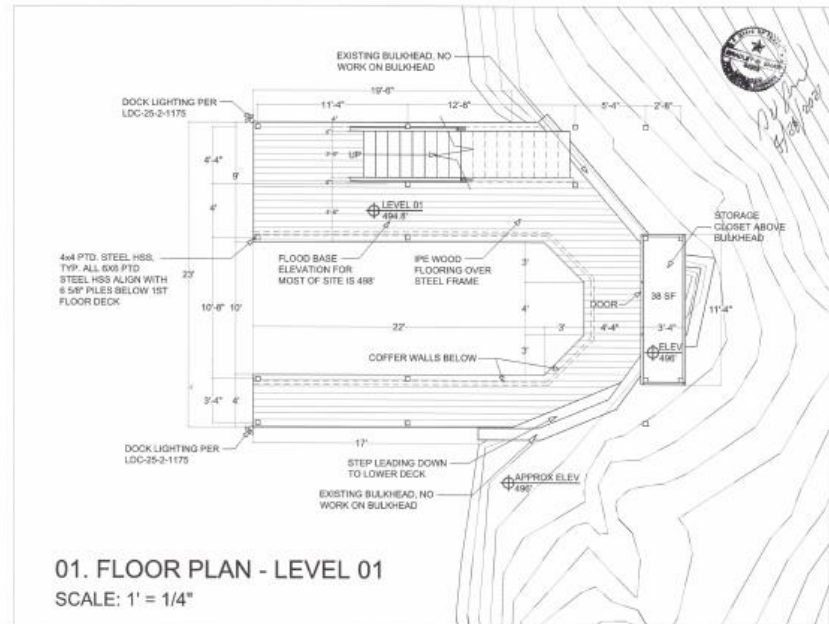 EXISTING BULKHEAD, NO
WORK ON BULKHEAD
19'-6"
DOCK LIGHTING PER
LDC-25-2-1175
11'-4"
12'-8"
5'-4"
2'-8"
4'
4'-4"
9'
UP
4'
LEVEL 01
494.8'
STORAGE
CLOSET ABOVE
BULKHEAD
4x4 PTD. STEEL HSS,
TYP. ALL 6X6 PTD
STEEL HSS ALIGN WITH
6 5/8" PILES BELOW 1ST
FLOOR DECK
23'
FLOOD BASE
ELEVATION FOR
MOST OF SITE IS 498'
IPE WOOD
FLOORING OVER
STEEL FRAME
3'
DOOR
38 SF
10'-8"
10'
4'
11'-4"
22'
3'
4'-4"
3'-4"
ELEV
496'
COFFER WALLS BELOW
3'
3'-4"
4'
DOCK LIGHTING PER
LDC-25-2-1175
17'
STEP LEADING DOWN
TO LOWER DECK
APPROX ELEV
496'
EXISTING BULKHEAD, NO
WORK ON BULKHEAD
01. FLOOR PLAN - LEVEL 01
SCALE: 1' = 1/4"